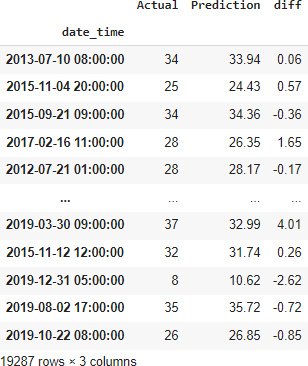 Actual Prediction diff
date_time
2013-07-10 08:00:00 34 33.94 0.06
2015-11-04 20:00:00 25 24.43 0.57
2015-09-21 09:00:00 34 34.36 -0.36
2017-02-16 11:00:00 28 26.35 1.65
2012-07-21 01:00:00 28 28.17 -0.17
... ... ... ...
2019-03-30 09:00:00 37 32.99 4.01
2015-11-12 12:00:00 32 31.74 0.26
2019-12-31 05:00:00 8 10.62 -2.62
2019-08-02 17:00:00 35 35.72 -0.72
2019-10-22 08:00:00 26 26.85 -0.85
19287 rows × 3 columns